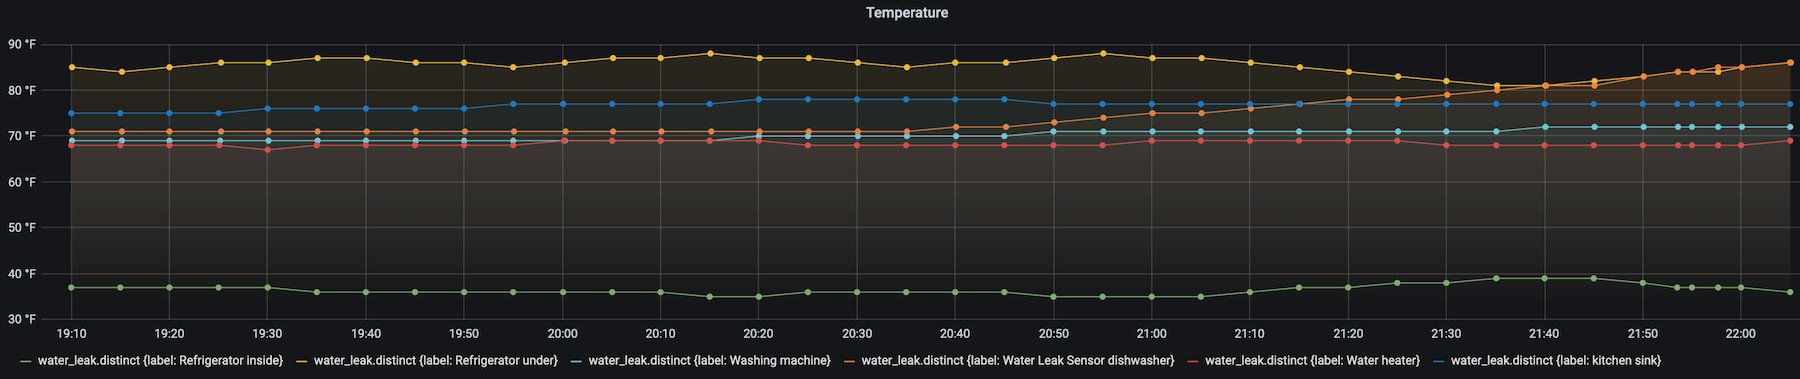 Temperature
90 °F
80 °F
70 °F
60 °F
50 °F
40 °F
30 °F
19:10 19:20 19:30 19:40 19:50 20:00 20:10 20:20 20:30 20:40 20:50 21:00 21:10 21:20 21:30 21:40 21:50 22:00
water_leak.distinct {label: Refrigerator inside} water_leak.distinct {label: Refrigerator under} water_leak.distinct {label: Washing machine} water_leak.distinct {label: Water Leak Sensor dishwasher} water_leak.distinct {label: Water heater} water_leak.distinct {label: kitchen sink}